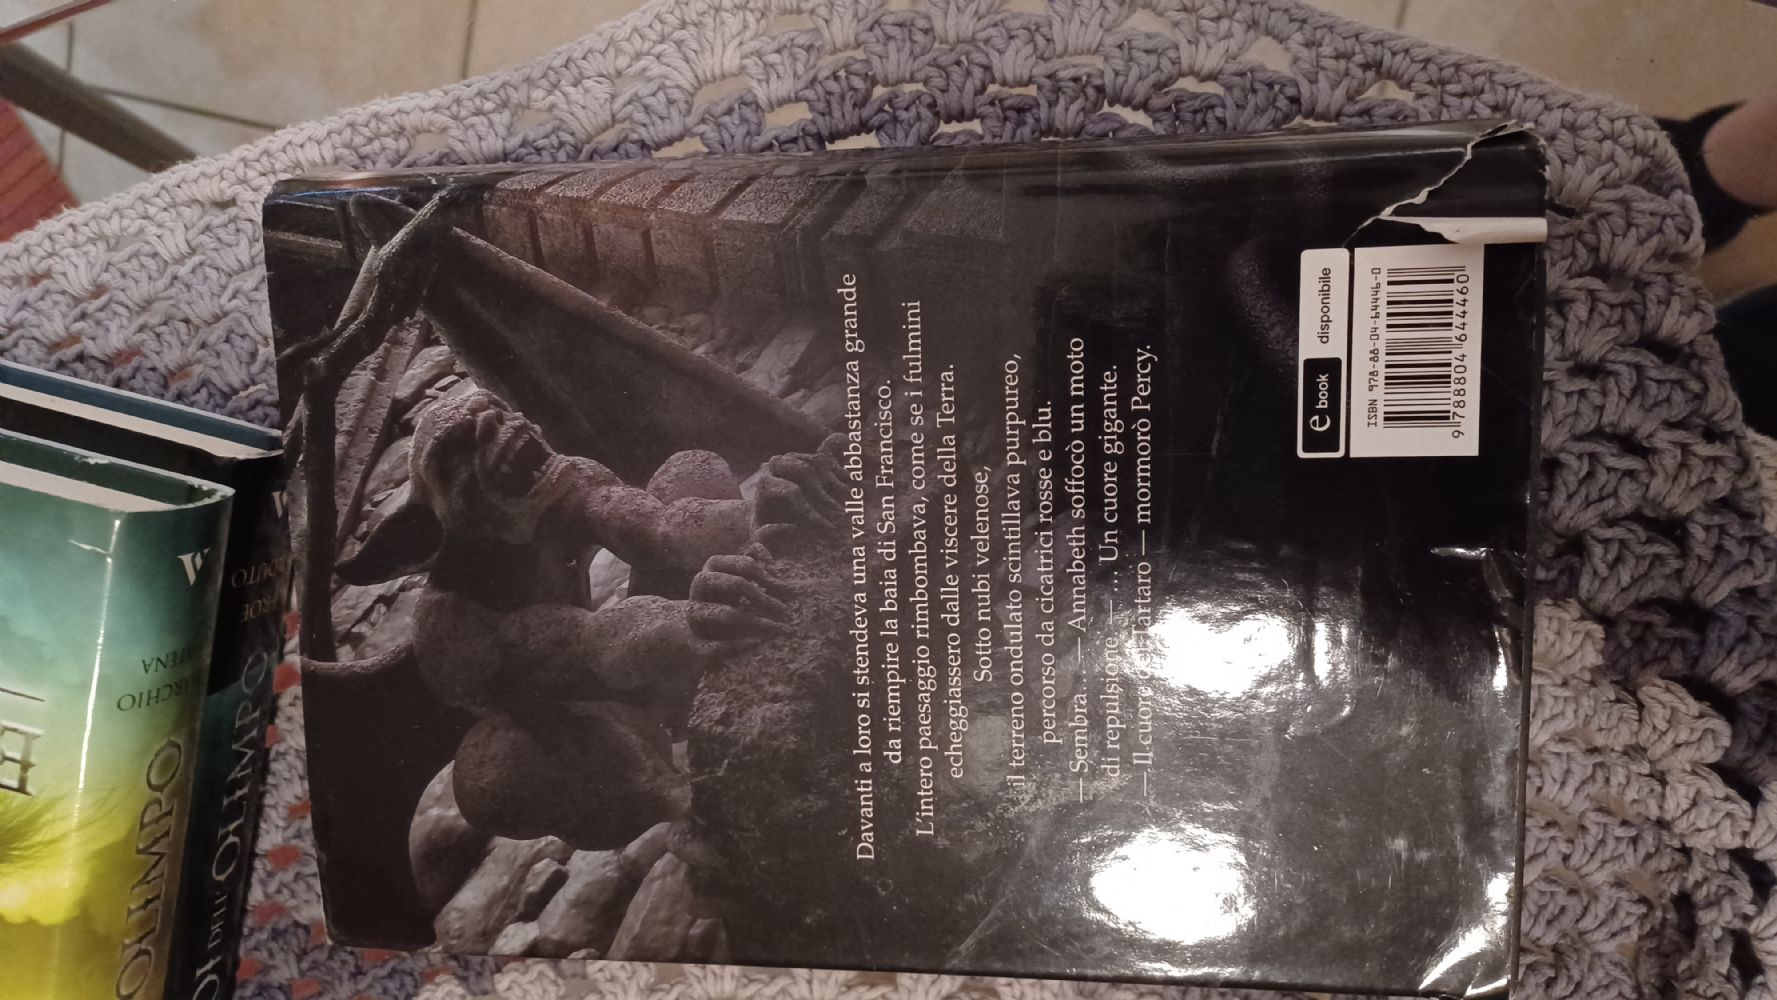 Davanti a loro si stendeva una valle abbastanza grande
da riempire la baia di San Francisco.
L'intero paesaggio rimbombava, come se i fulmini
echeggiassero dalle viscere della Terra.
Sotto nubi velenose,
il terreno ondulato scintillava purpureo,
percorso da cicatrici rosse e blu.
— Sembra… — Annabeth soffocò un moto
di repulsione. — … Un cuore gigante.
— Il cuore del Tartaro — mormorò Percy.
e book disponibile
ISBN 978-88-04-64446-0
9 788804 644460
OLIMPO
ATENA
OLIMPO